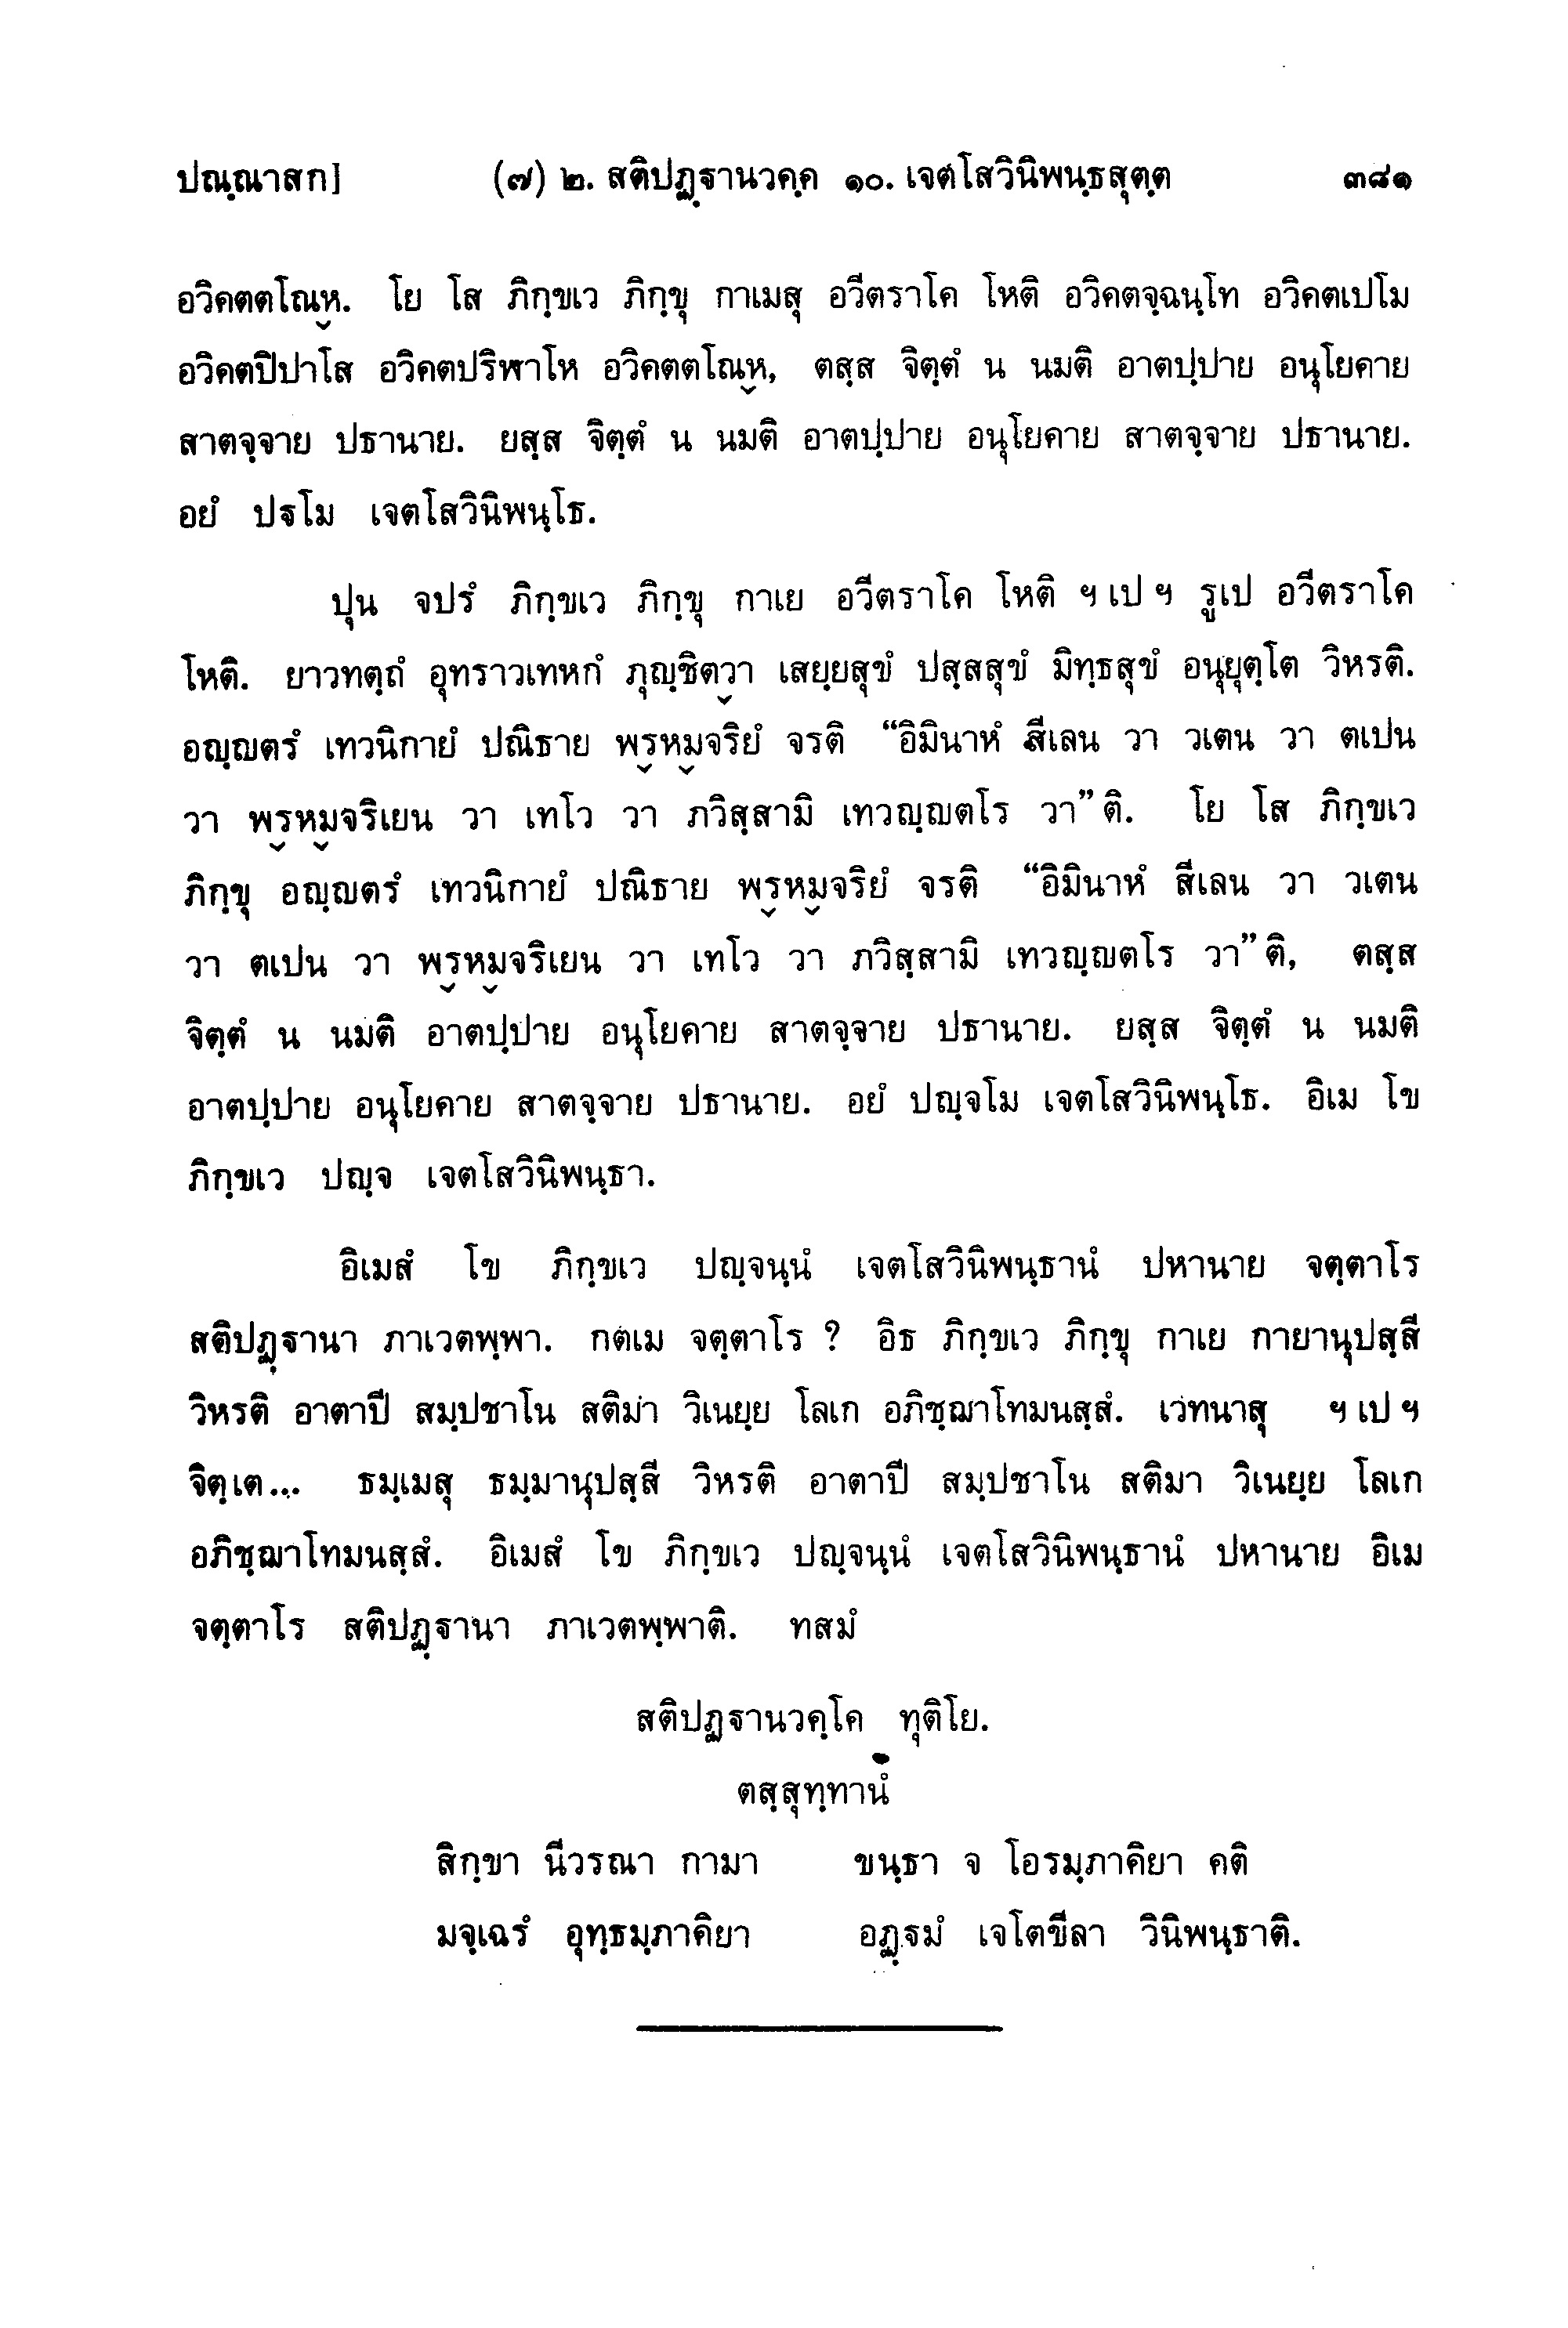 ปณฺณาสก]	(๗) ๒. สติปฏฺฐานวคฺค ๑๐. เจตโสวินิพนฺธสุตฺต	๓๘๑
อวิคตตโณฺห. โย โส ภิกฺขเว ภิกฺขุ กาเมสุ อวีตราโค โหติ อวิคตจฺฉนฺโท อวิคตเปโม
อวิคตปิปาโส อวิคตปริฬาโห อวิคตตโณฺห, ตสฺส จิตฺตํ น นมติ อาตปฺปาย อนุโยคาย
สาตจฺจาย ปธานาย. ยสฺส จิตฺตํ น นมติ อาตปฺปาย อนุโยคาย สาตจฺจาย ปธานาย.
อยํ ปฐโม เจตโสวินิพนฺโธ.
ปุน จปรํ ภิกฺขเว ภิกฺขุ กาเย อวีตราโค โหติ ฯ เป ฯ รูเป อวีตราโค
โหติ. ยาวทตฺถํ อุทราวเทหกํ ภุญฺชิตฺวา เสยฺยสุขํ ปสฺสสุขํ มิทฺธสุขํ อนุยุตฺโต วิหรติ.
อญฺญตรํ เทวนิกายํ ปณิธาย พฺรหฺมจริยํ จรติ “อิมินาหํ สีเลน วา วเตน วา ตเปน
วา พฺรหฺมจริเยน วา เทโว วา ภวิสฺสามิ เทวญฺญตโร วา”ติ. โย โส ภิกฺขเว
ภิกฺขุ อญฺญตรํ เทวนิกายํ ปณิธาย พฺรหฺมจริยํ จรติ “อิมินาหํ สีเลน วา วเตน
วา ตเปน วา พฺรหฺมจริเยน วา เทโว วา ภวิสฺสามิ เทวญฺญตโร วา”ติ, ตสฺส
จิตฺตํ น นมติ อาตปฺปาย อนุโยคาย สาตจฺจาย ปธานาย. ยสฺส จิตฺตํ น นมติ
อาตปฺปาย อนุโยคาย สาตจฺจาย ปธานาย. อยํ ปญฺจโม เจตโสวินิพนฺโธ. อิเม โข
ภิกฺขเว ปญฺจ เจตโสวินิพนฺธา.
อิเมสํ โข ภิกฺขเว ปญฺจนฺนํ เจตโสวินิพนฺธานํ ปหานาย จตฺตาโร
สติปฏฺฐานา ภาเวตพฺพา. กตเม จตฺตาโร ? อิธ ภิกฺขเว ภิกฺขุ กาเย กายานุปสฺสี
วิหรติ อาตาปี สมฺปชาโน สติมา วิเนยฺย โลเก อภิชฺฌาโทมนสฺสํ. เวทนาสุ ฯ เป ฯ
จิตฺเต... ธมฺเมสุ ธมฺมานุปสฺสี วิหรติ อาตาปี สมฺปชาโน สติมา วิเนยฺย โลเก
อภิชฺฌาโทมนสฺสํ. อิเมสํ โข ภิกฺขเว ปญฺจนฺนํ เจตโสวินิพนฺธานํ ปหานาย อิเม
จตฺตาโร สติปฏฺฐานา ภาเวตพฺพาติ. ทสมํ
สติปฏฺฐานวคฺโค ทุติโย.
ตสฺสุทฺทานํ
สิกฺขา นีวรณา กามา	ขนฺธา จ โอรมฺภาคิยา คติ
มจฺเฉรํ อุทฺธมฺภาคิยา	อฏฺฐมํ เจโตขีลา วินิพนฺธาติ.